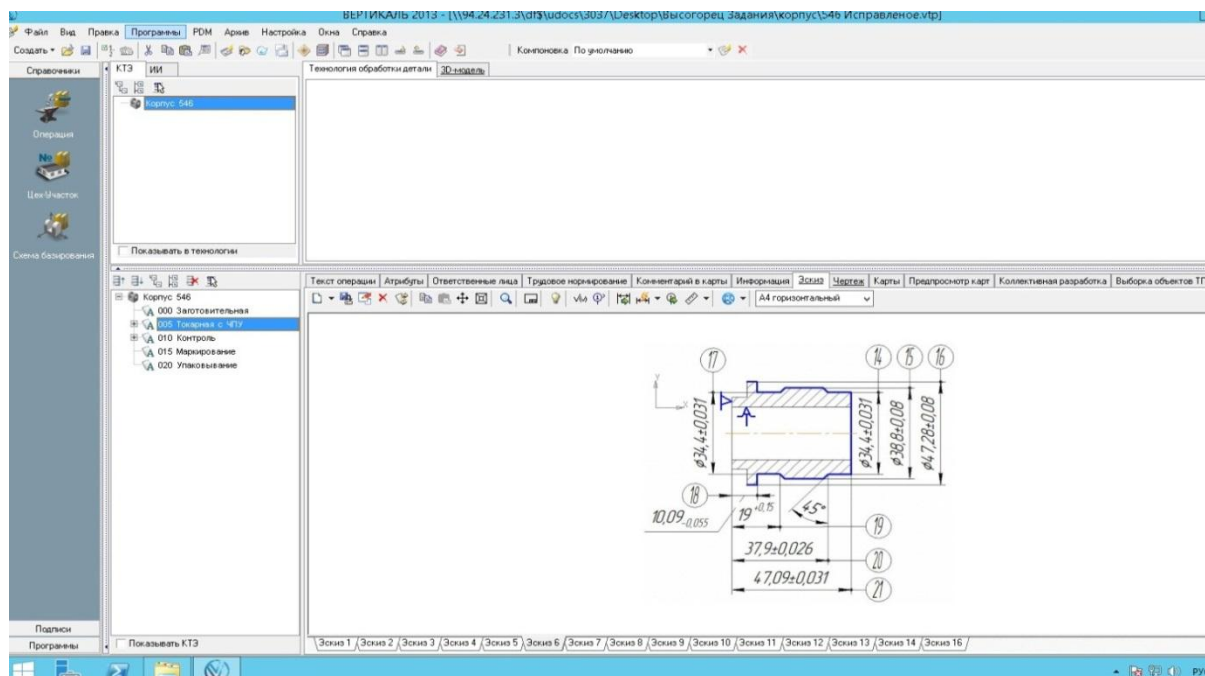 ВЕРТИКАЛЬ 2013 - [\\94.24.231.3\df$\udocs\3037\Desktop\Высогорец Задания\корпус\546 Исправленое.vtp]
Файл Вид Правка Программы PDM Архив Настройка Окна Справка
Создать Компоновка По умолчанию
Справочники КТЭ ИИ Технология обработки детали 3D-модель
Корпус 546
Операция
№
Цех-Участок
Схема базирования
Показывать в технологии
Текст операции Атрибуты Ответственные лица Трудовое нормирование Комментарий в карты Информация Эскиз Чертеж Карты Предпросмотр карт Коллективная разработка Выборка объектов ТП
А4 горизонтальный
Корпус 546
000 Заготовительная
005 Токарная с ЧПУ
010 Контроль
015 Маркирование
020 Упаковывание
17 14 15 16
y
x
ø34,4±0,031 ø34,4±0,031 ø38,8±0,08 ø47,28±0,08
18
10,09-0,055 19+0,15 45°
19
37,9±0,026
20
47,09±0,031
21
Подписи
Программы
Показывать КТЭ
Эскиз 1 Эскиз 2 Эскиз 3 Эскиз 4 Эскиз 5 Эскиз 6 Эскиз 7 Эскиз 8 Эскиз 9 Эскиз 10 Эскиз 11 Эскиз 12 Эскиз 13 Эскиз 14 Эскиз 16